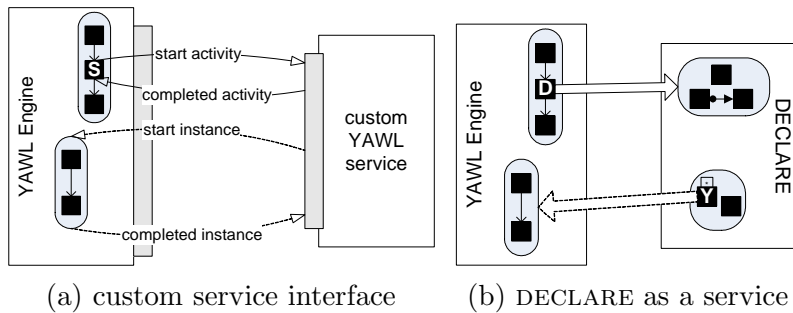 YAWL Engine
S
start activity
completed activity
start instance
completed instance
custom
YAWL
service
(a) custom service interface
YAWL Engine
D
Y
DECLARE
(b) DECLARE as a service